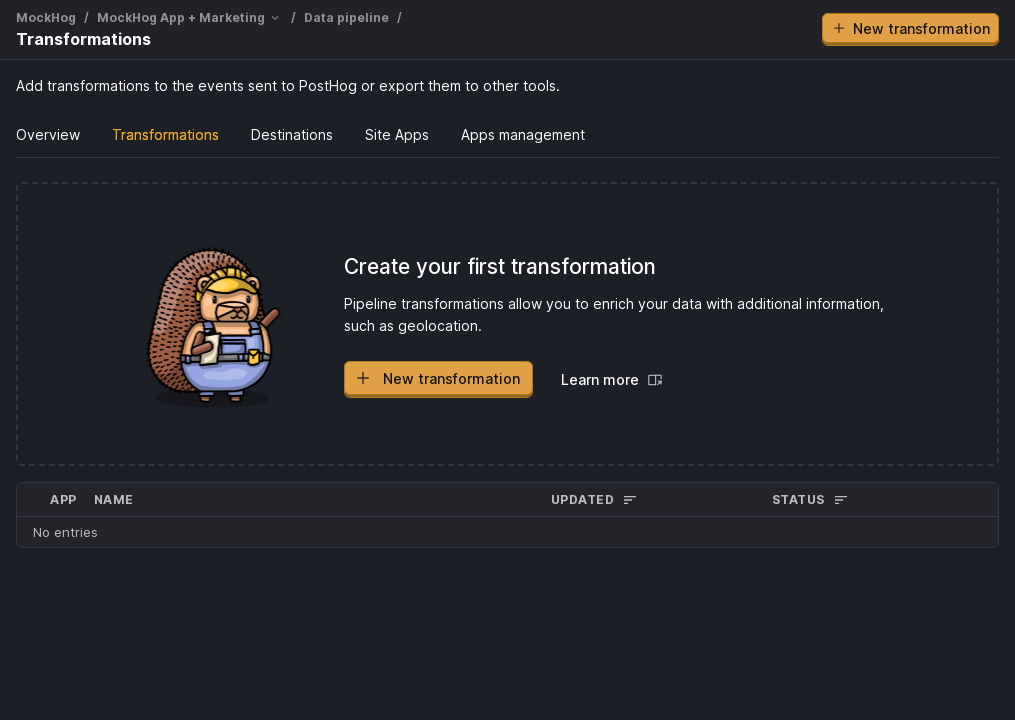 MockHog / MockHog App + Marketing / Data pipeline /
Transformations
New transformation
Add transformations to the events sent to PostHog or export them to other tools.
Overview Transformations Destinations Site Apps Apps management
Create your first transformation
Pipeline transformations allow you to enrich your data with additional information,
such as geolocation.
New transformation Learn more
APP NAME UPDATED STATUS
No entries